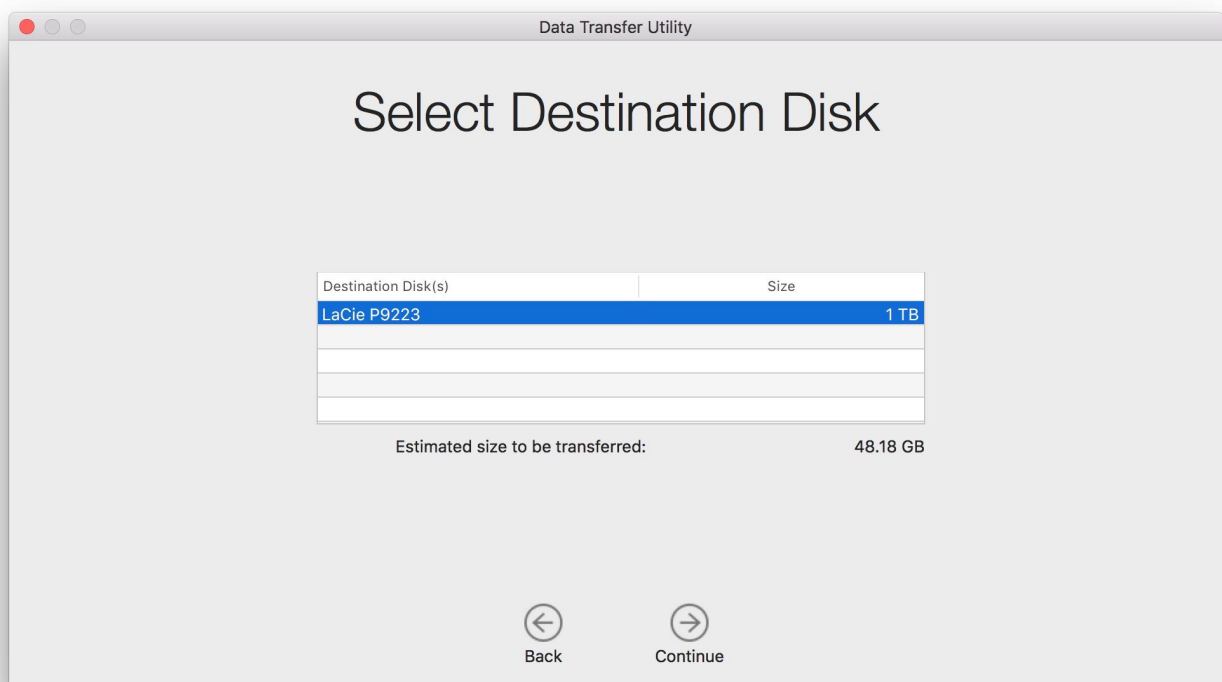 Data Transfer Utility
Select Destination Disk
Destination Disk(s) Size
LaCie P9223 1 TB
Estimated size to be transferred: 48.18 GB
Back Continue